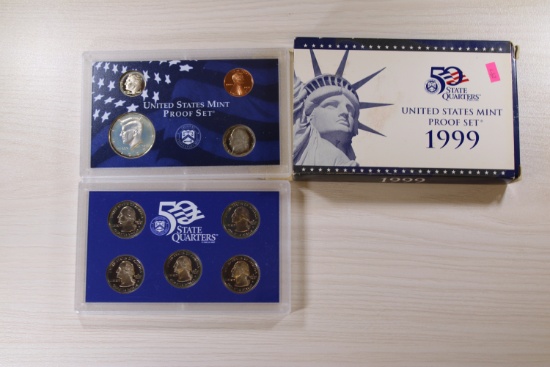 UNITED STATES MINT
PROOF SET
50
STATE
QUARTERS
50
STATE
QUARTERS
UNITED STATES MINT
PROOF SET
1999
1999